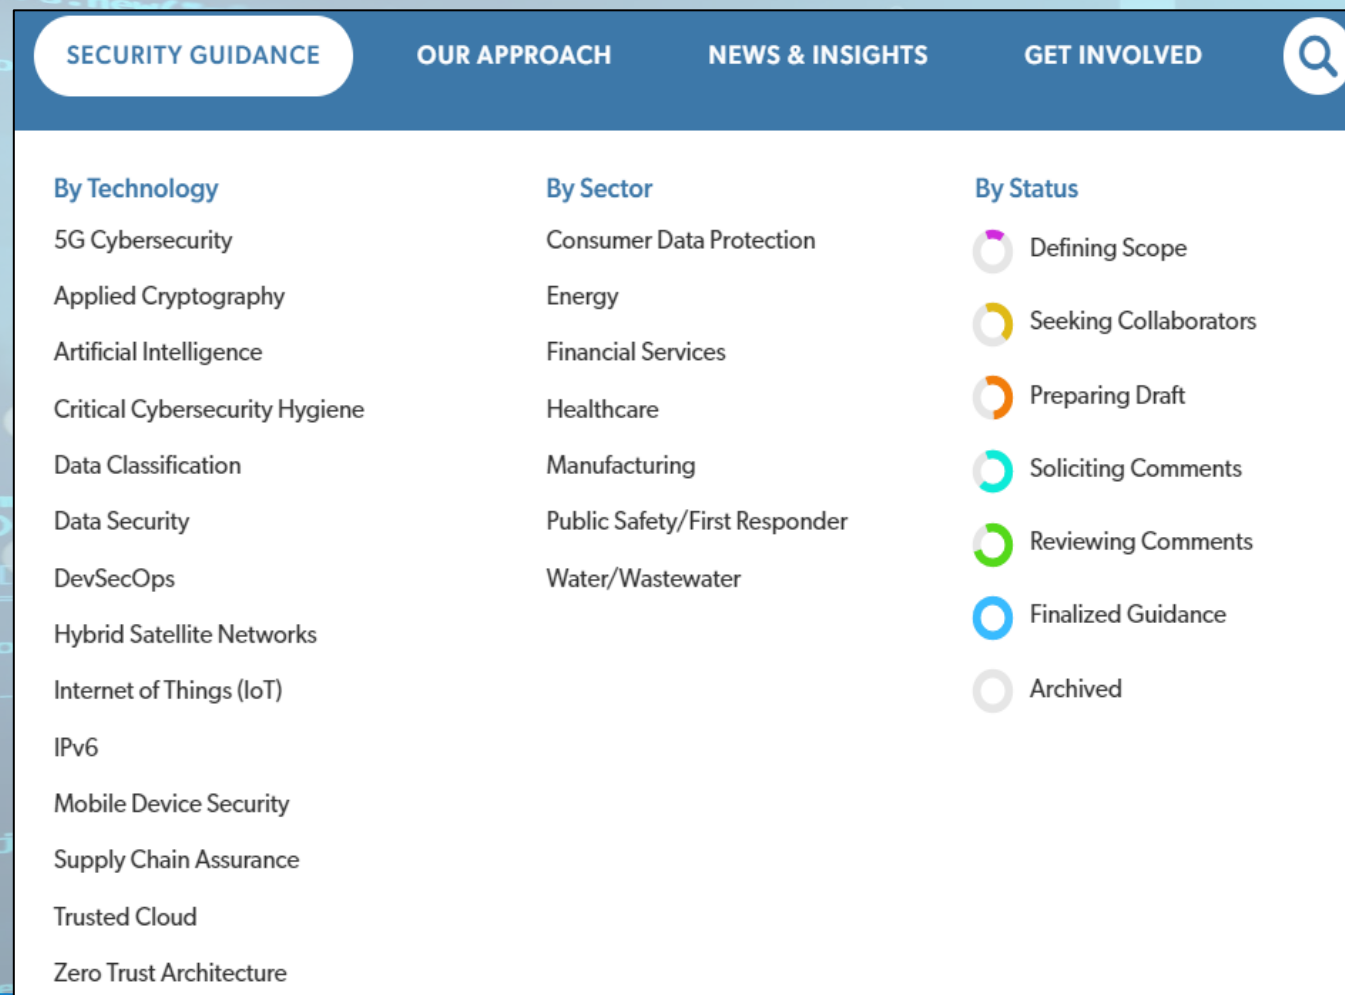 SECURITY GUIDANCE
OUR APPROACH
NEWS & INSIGHTS
GET INVOLVED
By Technology
5G Cybersecurity
Applied Cryptography
Artificial Intelligence
Critical Cybersecurity Hygiene
Data Classification
Data Security
DevSecOps
Hybrid Satellite Networks
Internet of Things (IoT)
IPv6
Mobile Device Security
Supply Chain Assurance
Trusted Cloud
Zero Trust Architecture
By Sector
Consumer Data Protection
Energy
Financial Services
Healthcare
Manufacturing
Public Safety/First Responder
Water/Wastewater
By Status
Defining Scope
Seeking Collaborators
Preparing Draft
Soliciting Comments
Reviewing Comments
Finalized Guidance
Archived